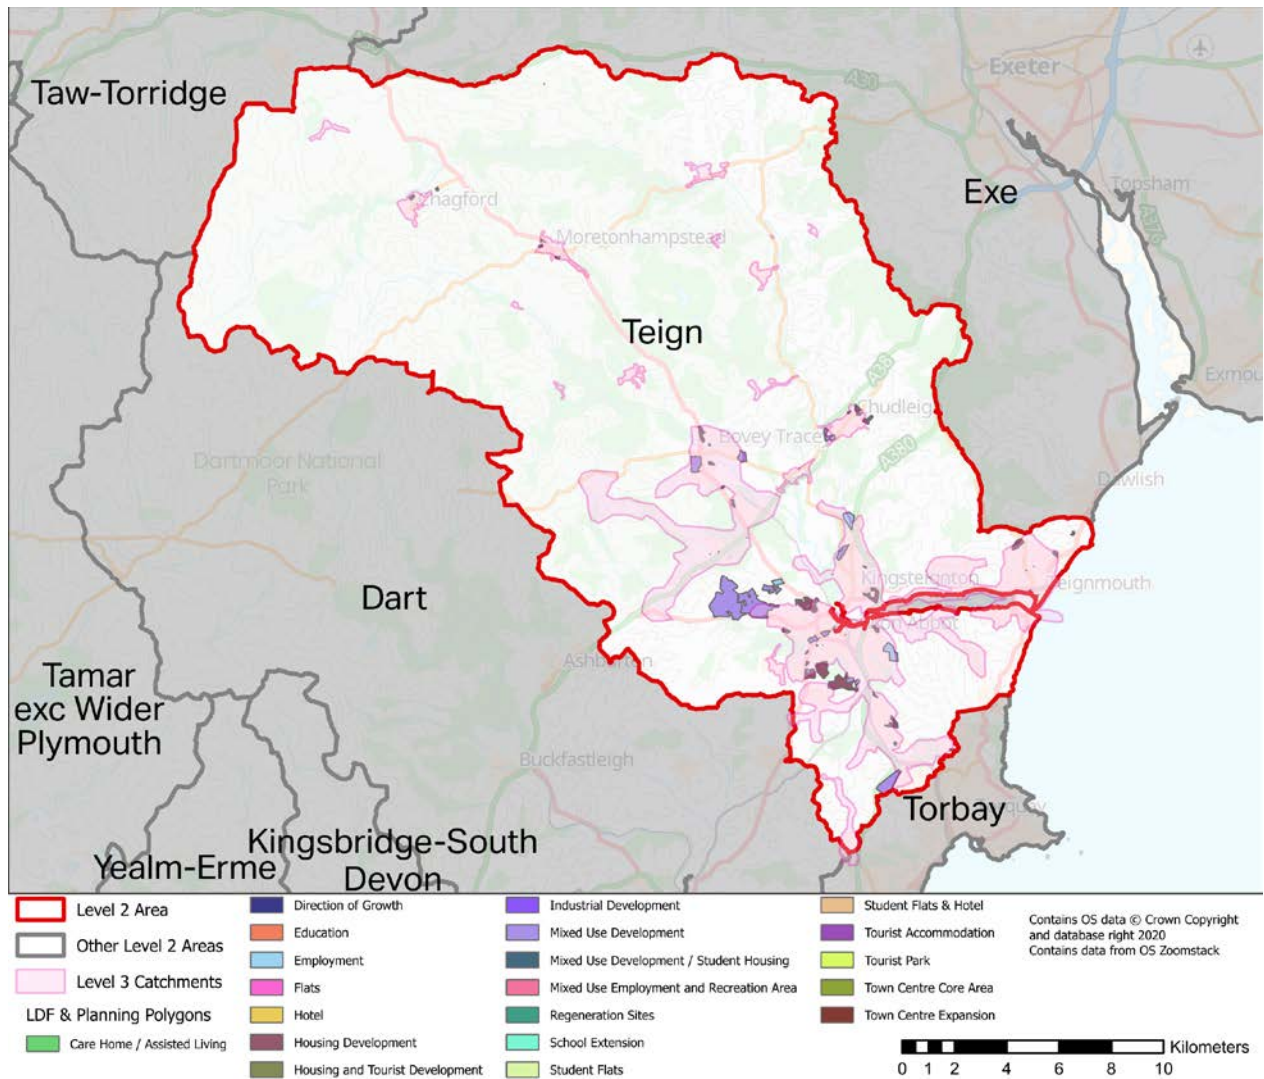 Taw-Torridge
Exeter
A30
Exe
Topsham
A376
Chagford
Moretonhampstead
Teign
A38
Chudleigh
Bovey Tracey
A380
Dartmoor National
Park
Dawlish
Kingsteignton
Teignmouth
Dart
Ashburton
Tamar
exc Wider
Plymouth
Buckfastleigh
Torbay
Kingsbridge-South
Devon
Yealm-Erme
Level 2 Area
Other Level 2 Areas
Level 3 Catchments
LDF & Planning Polygons
Care Home / Assisted Living
Direction of Growth
Education
Employment
Flats
Hotel
Housing Development
Housing and Tourist Development
Industrial Development
Mixed Use Development
Mixed Use Development / Student Housing
Mixed Use Employment and Recreation Area
Regeneration Sites
School Extension
Student Flats
Student Flats & Hotel
Tourist Accommodation
Tourist Park
Town Centre Core Area
Town Centre Expansion
Contains OS data © Crown Copyright
and database right 2020
Contains data from OS Zoomstack
Kilometers
0 1 2 4 6 8 10